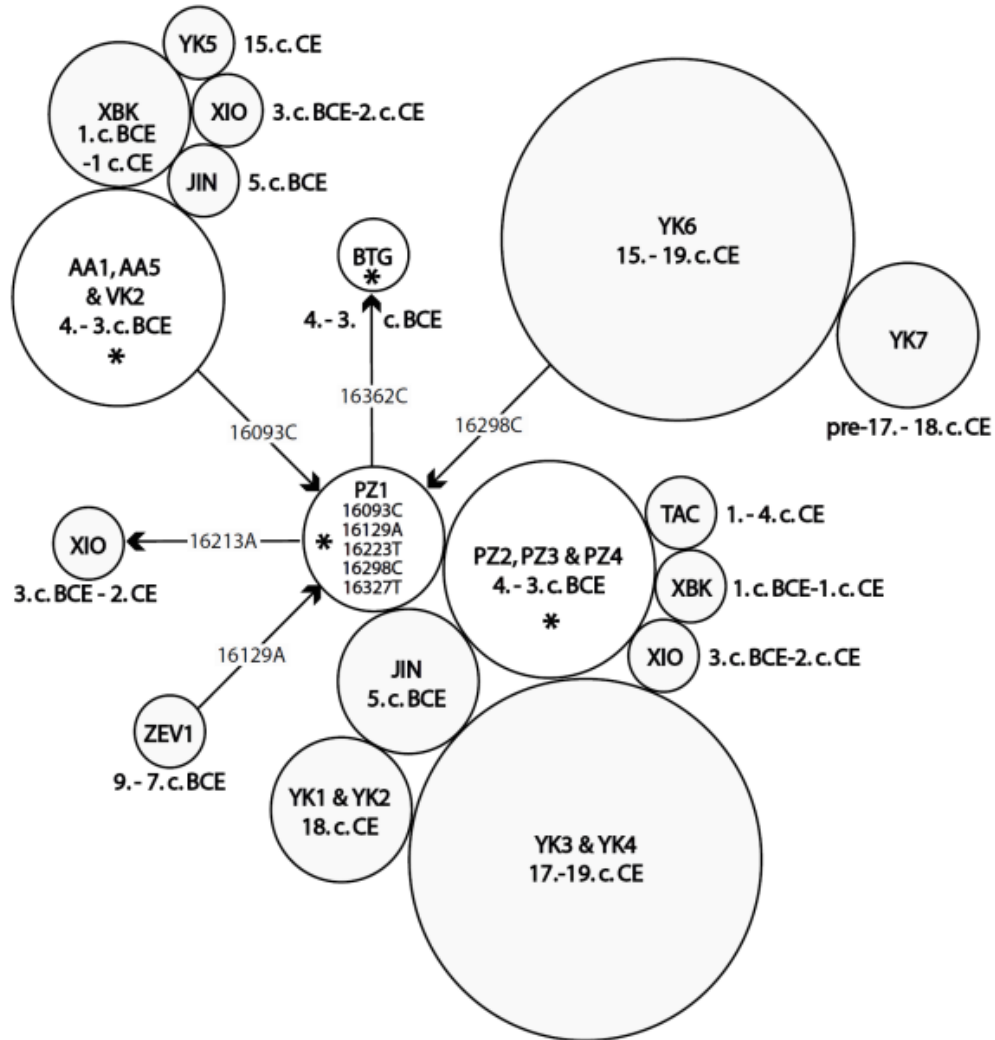 YK5
15. c. CE
XBK
1. c. BCE
-1 c. CE
XIO
3. c. BCE-2. c. CE
JIN
5. c. BCE
AA1, AA5
& VK2
4. - 3. c. BCE
*
BTG
*
4. - 3. c. BCE
YK6
15. - 19. c. CE
YK7
pre-17. - 18. c. CE
16362C
16093C
16298C
PZ1
16093C
16129A
16223T
16298C
16327T
*
16213A
XIO
3. c. BCE - 2. CE
16129A
ZEV1
9. - 7. c. BCE
PZ2, PZ3 & PZ4
4. - 3. c. BCE
*
TAC
1. - 4. c. CE
XBK
1. c. BCE-1. c. CE
XIO
3. c. BCE-2. c. CE
JIN
5. c. BCE
YK1 & YK2
18. c. CE
YK3 & YK4
17. -19. c. CE